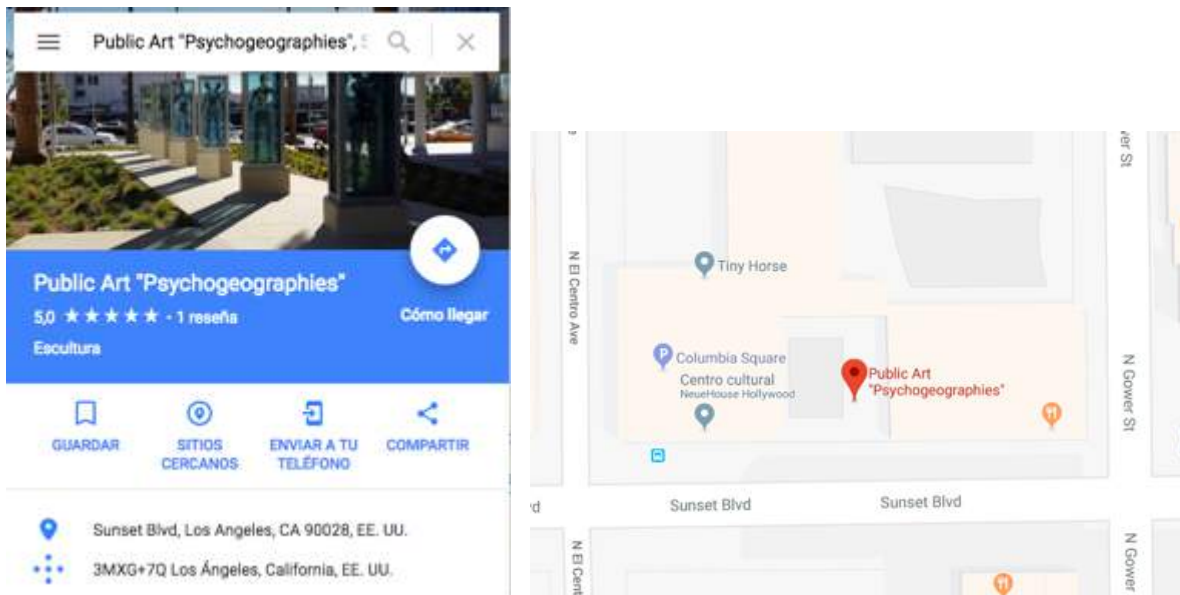 Public Art "Psychogeographies",
Public Art "Psychogeographies"
5,0 ★★★★★ - 1 reseña
Cómo llegar
Escultura
GUARDAR
SITIOS
CERCANOS
ENVIAR A TU
TELÉFONO
COMPARTIR
Sunset Blvd, Los Angeles, CA 90028, EE. UU.
3MXG+7Q Los Ángeles, California, EE. UU.
ver St
N El Centro Ave
Tiny Horse
P
Columbia Square
Centro cultural
NeueHouse Hollywood
Public Art
"Psychogeographies"
N Gower St
Sunset Blvd
Sunset Blvd
N El Cent
N Gower